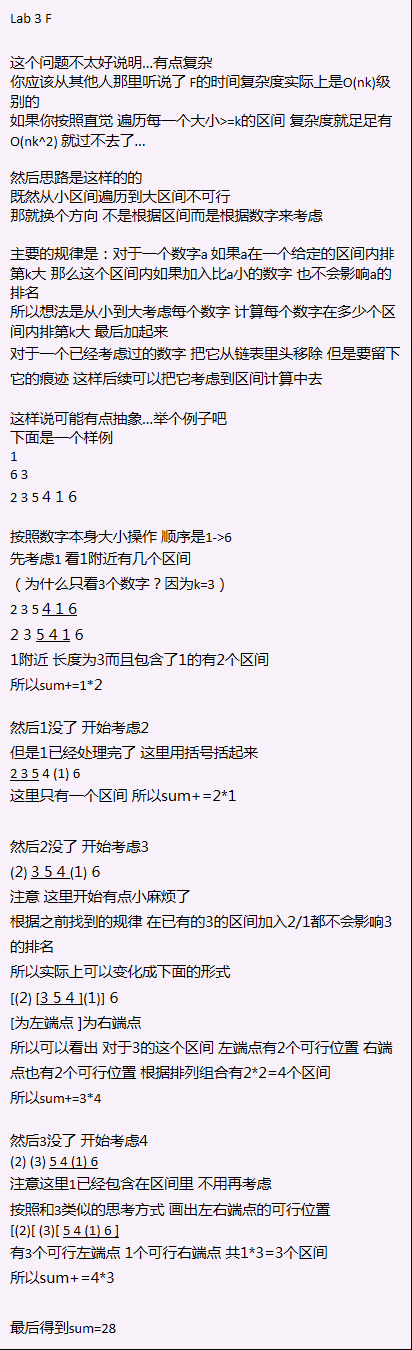 Lab 3 F
这个问题不太好说明...有点复杂
你应该从其他人那里听说了 F的时间复杂度实际上是O(nk)级
别的
如果你按照直觉 遍历每一个大小>=k的区间 复杂度就足足有
O(nk^2) 就过不去了...
然后思路是这样的的
既然从小区间遍历到大区间不可行
那就换个方向 不是根据区间而是根据数字来考虑
主要的规律是：对于一个数字a 如果a在一个给定的区间内排
第k大 那么这个区间内如果加入比a小的数字 也不会影响a的
排名
所以想法是从小到大考虑每个数字 计算每个数字在多少个区
间内排第k大 最后加起来
对于一个已经考虑过的数字 把它从链表里头移除 但是要留下
它的痕迹 这样后续可以把它考虑到区间计算中去
这样说可能有点抽象...举个例子吧
下面是一个样例
1
6 3
2 3 5 4 1 6
按照数字本身大小操作 顺序是1->6
先考虑1 看1附近有几个区间
（为什么只看3个数字？因为k=3）
2 3 5 4 1 6
2 3 5 4 1 6
1附近 长度为3而且包含了1的有2个区间
所以sum+=1*2
然后1没了 开始考虑2
但是1已经处理完了 这里用括号括起来
2 3 5 4 (1) 6
这里只有一个区间 所以sum+=2*1
然后2没了 开始考虑3
(2) 3 5 4 (1) 6
注意 这里开始有点小麻烦了
根据之前找到的规律 在已有的3的区间加入2/1都不会影响3
的排名
所以实际上可以变化成下面的形式
[(2) [3 5 4 ](1)] 6
[为左端点 ]为右端点
所以可以看出 对于3的这个区间 左端点有2个可行位置 右端
点也有2个可行位置 根据排列组合有2*2=4个区间
所以sum+=3*4
然后3没了 开始考虑4
(2) (3) 5 4 (1) 6
注意这里1已经包含在区间里 不用再考虑
按照和3类似的思考方式 画出左右端点的可行位置
[(2)[ (3)[ 5 4 (1) 6 ]
有3个可行左端点 1个可行右端点 共1*3=3个区间
所以sum+=4*3
最后得到sum=28